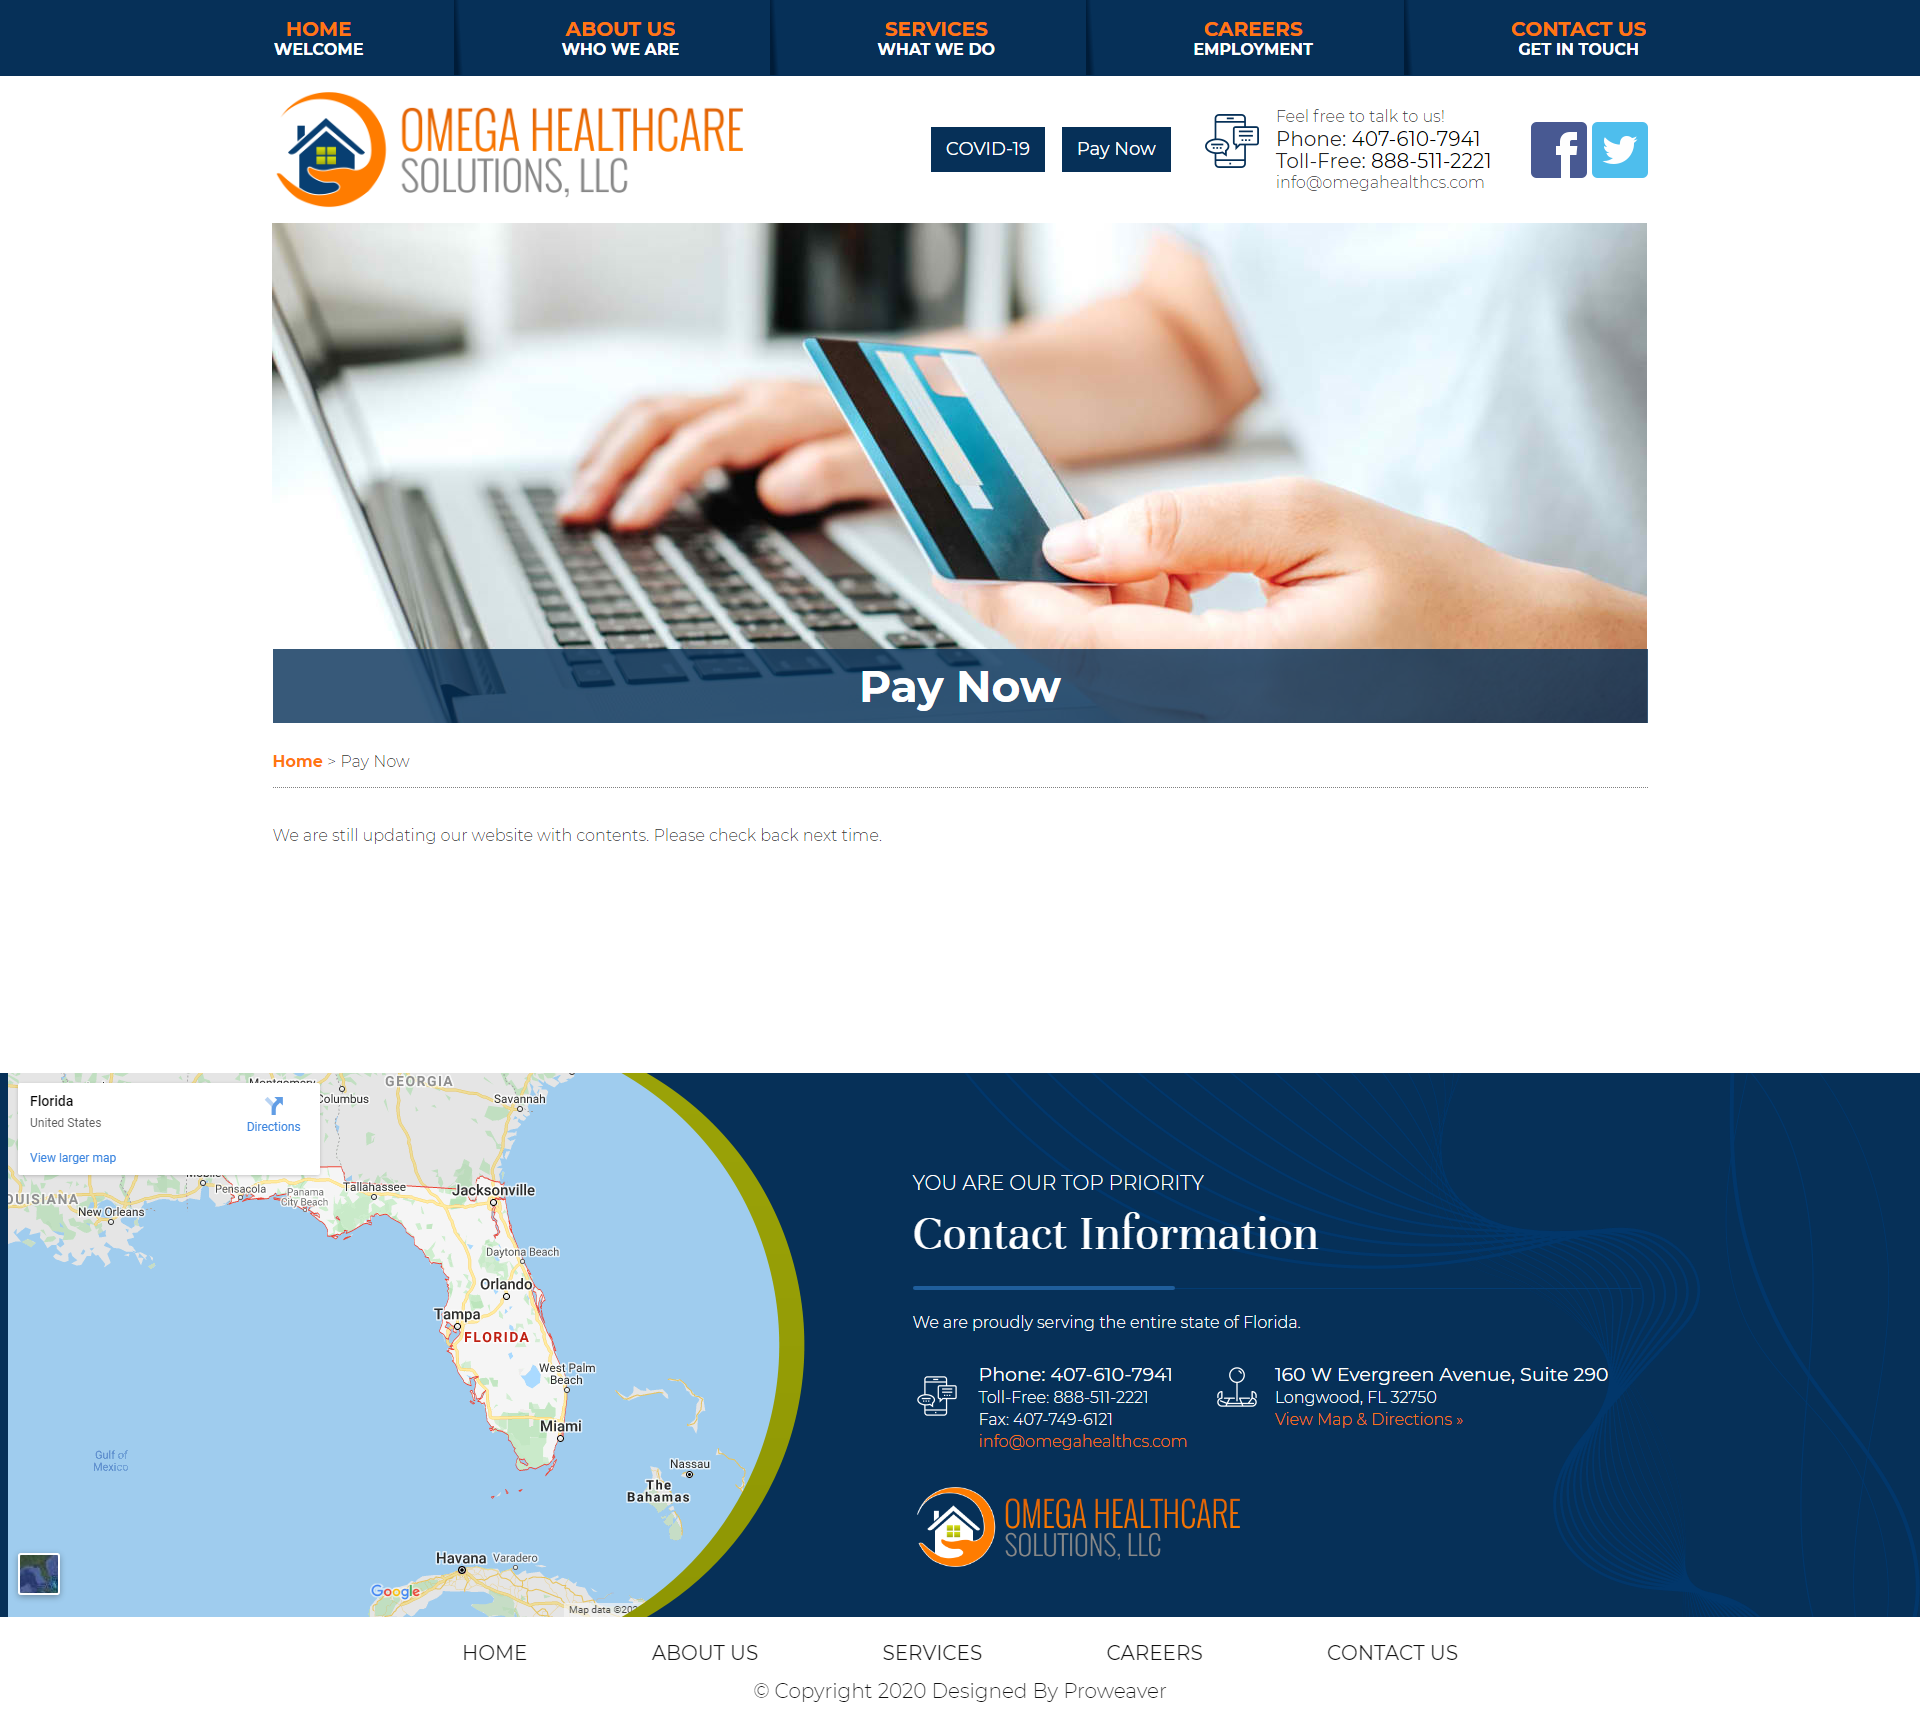 HOME
WELCOME
ABOUT US
WHO WE ARE
SERVICES
WHAT WE DO
CAREERS
EMPLOYMENT
CONTACT US
GET IN TOUCH
OMEGA HEALTHCARE
SOLUTIONS, LLC
COVID-19
Pay Now
Feel free to talk to us!
Phone: 407-610-7941
Toll-Free: 888-511-2221
info@omegahealthcs.com
Pay Now
Home > Pay Now
We are still updating our website with contents. Please check back next time.
Florida
United States
Directions
View larger map
Montgomery
GEORGIA
Columbus
Savannah
Mobile
Pensacola
Panama
City Beach
Tallahassee
Jacksonville
OUISIANA
New Orleans
Daytona Beach
Orlando
Tampa
FLORIDA
West Palm
Beach
Miami
Gulf of
Mexico
Nassau
The
Bahamas
Havana
Varadero
Google
Map data ©202
YOU ARE OUR TOP PRIORITY
Contact Information
We are proudly serving the entire state of Florida.
Phone: 407-610-7941
Toll-Free: 888-511-2221
Fax: 407-749-6121
info@omegahealthcs.com
160 W Evergreen Avenue, Suite 290
Longwood, FL 32750
View Map & Directions »
OMEGA HEALTHCARE
SOLUTIONS, LLC
HOME
ABOUT US
SERVICES
CAREERS
CONTACT US
© Copyright 2020 Designed By Proweaver